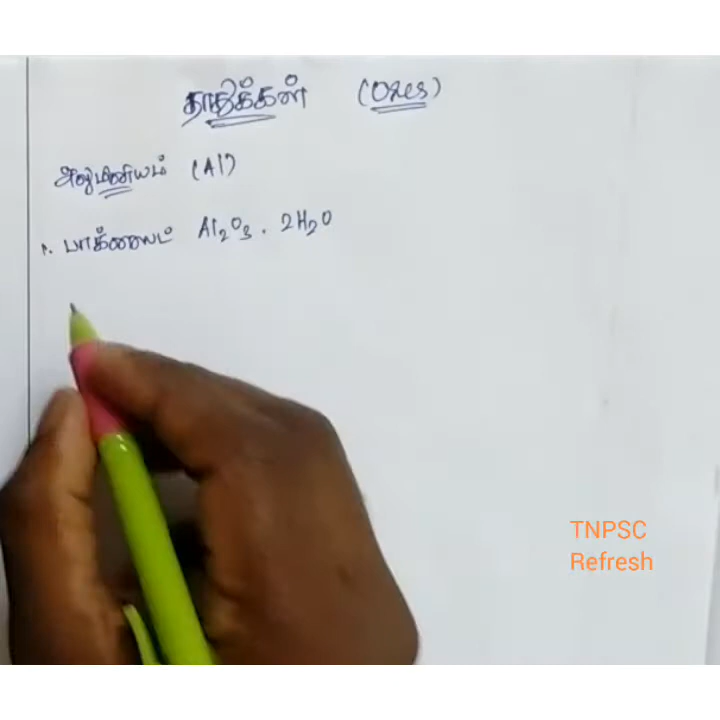 தாதுக்கள் (Ores)
அலுமினியம் (Al)
1. பாக்ஸைட் Al₂O₃ . 2H₂O
TNPSC
Refresh